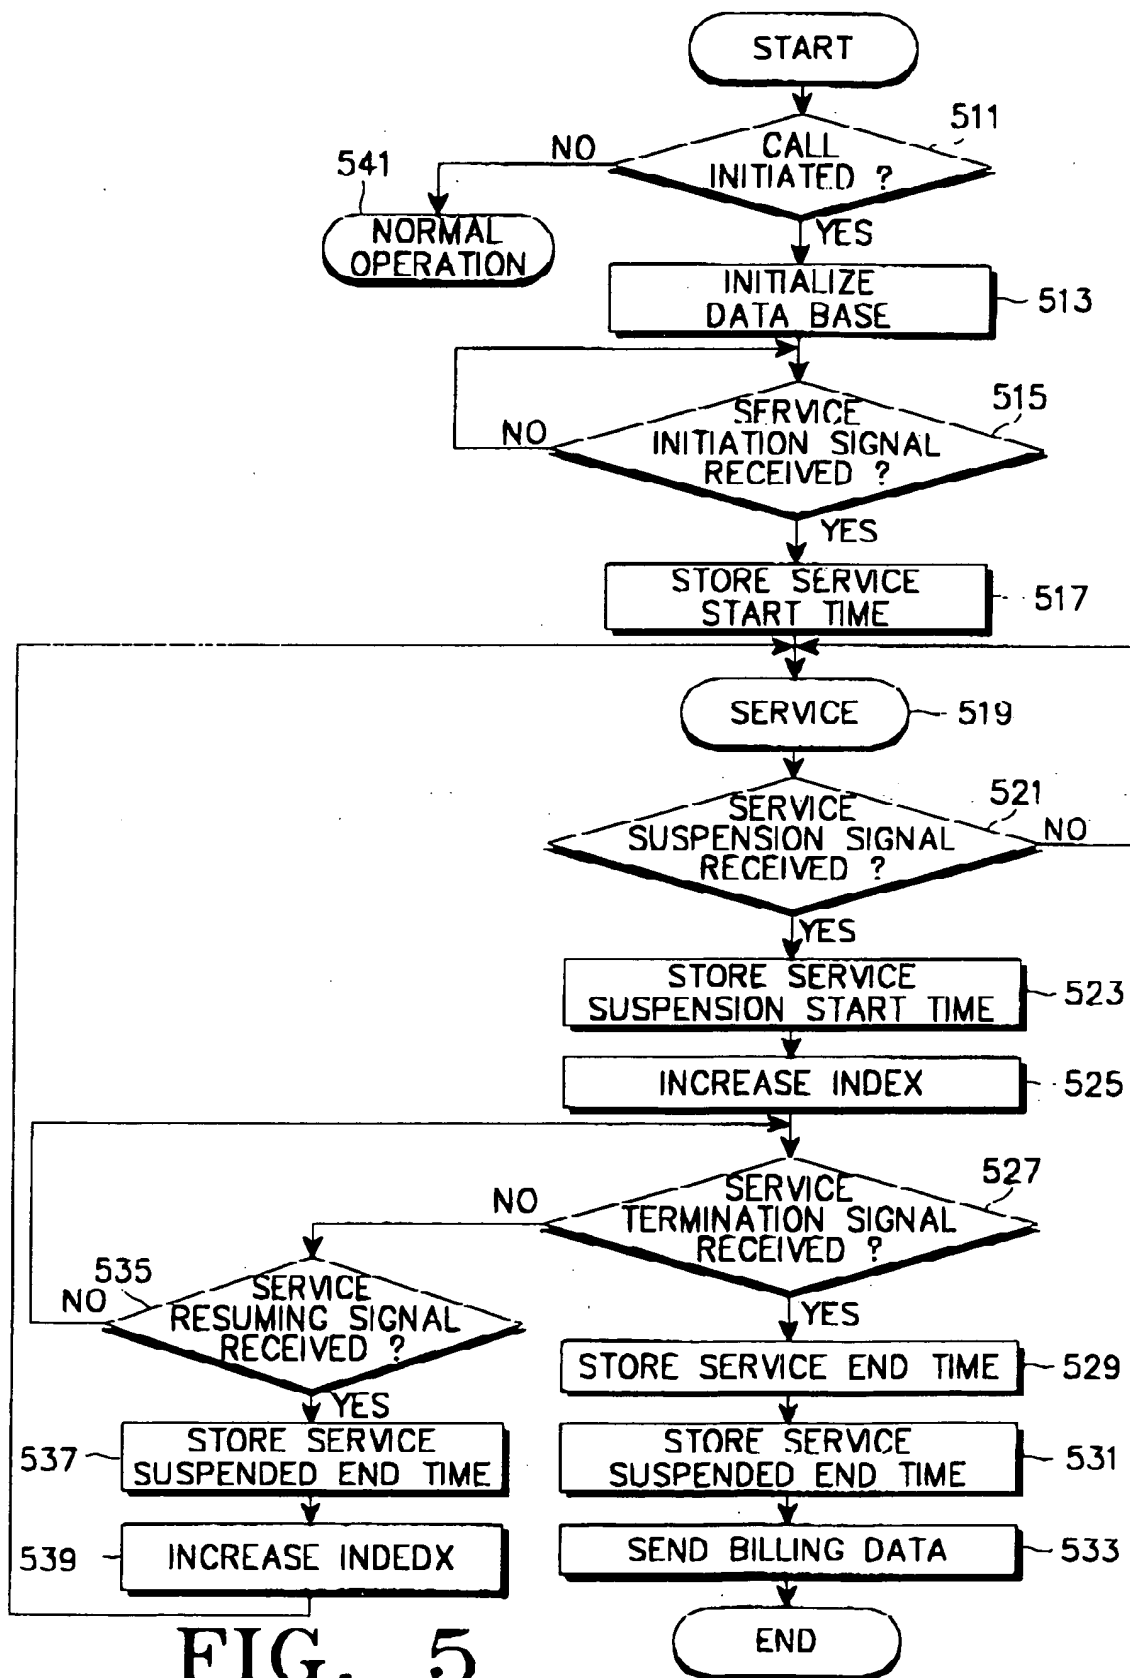 START
511
CALL
INITIATED ?
NO
541
YES
NORMAL
OPERATION
INITIALIZE
DATA BASE
513
515
SERVICE
INITIATION SIGNAL
RECEIVED ?
NO
YES
STORE SERVICE
START TIME
517
SERVICE
519
521
SERVICE
SUSPENSION SIGNAL
RECEIVED ?
NO
YES
STORE SERVICE
SUSPENSION START TIME
523
INCREASE INDEX
525
527
SERVICE
TERMINATION SIGNAL
RECEIVED ?
NO
YES
535
SERVICE
RESUMING SIGNAL
RECEIVED ?
NO
YES
STORE SERVICE END TIME
529
537
STORE SERVICE
SUSPENDED END TIME
STORE SERVICE
SUSPENDED END TIME
531
539
INCREASE INDEDX
SEND BILLING DATA
533
END
FIG. 5